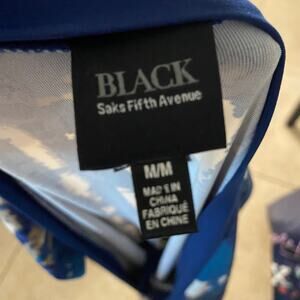 BLACK
Saks Fifth Avenue
M/M
MADE IN
CHINA
FABRIQUÉ
EN CHINE